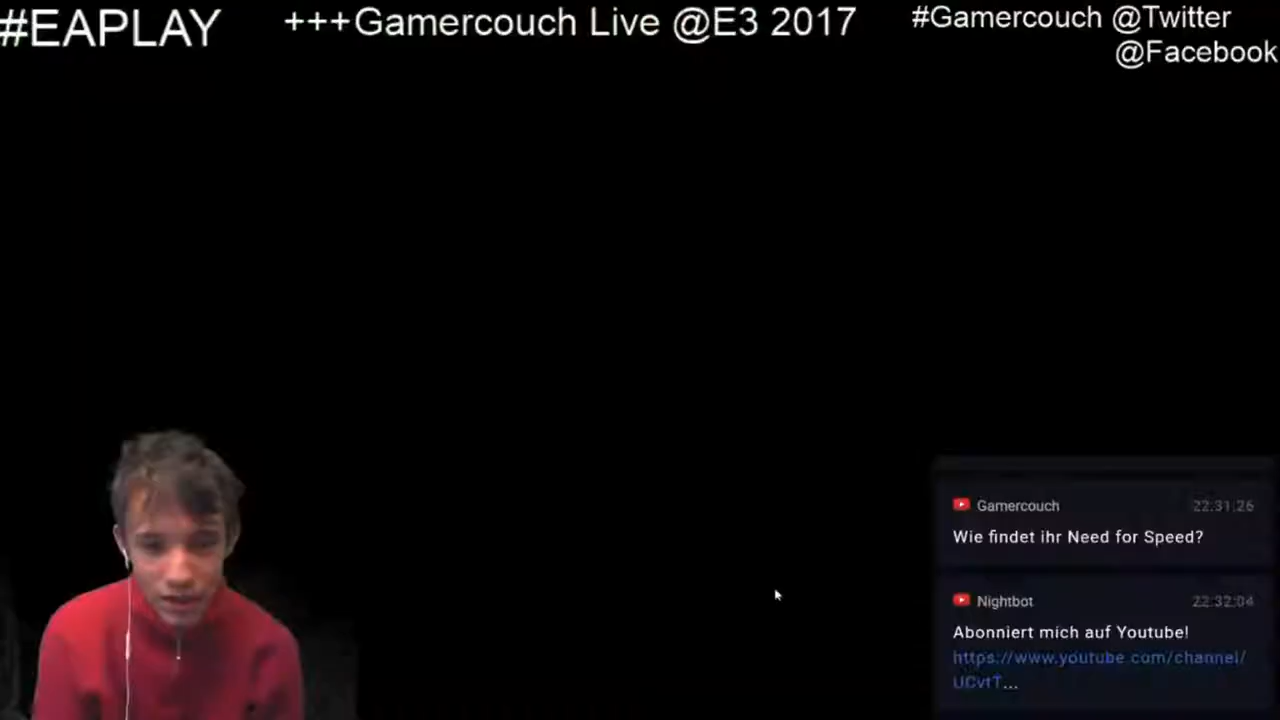 #EAPLAY
+++Gamercouch Live @E3 2017
#Gamercouch @Twitter
@Facebook
Gamercouch 22:31:26
Wie findet ihr Need for Speed?
Nightbot 22:32:04
Abonniert mich auf Youtube!
https://www.youtube.com/channel/
UCvtT...